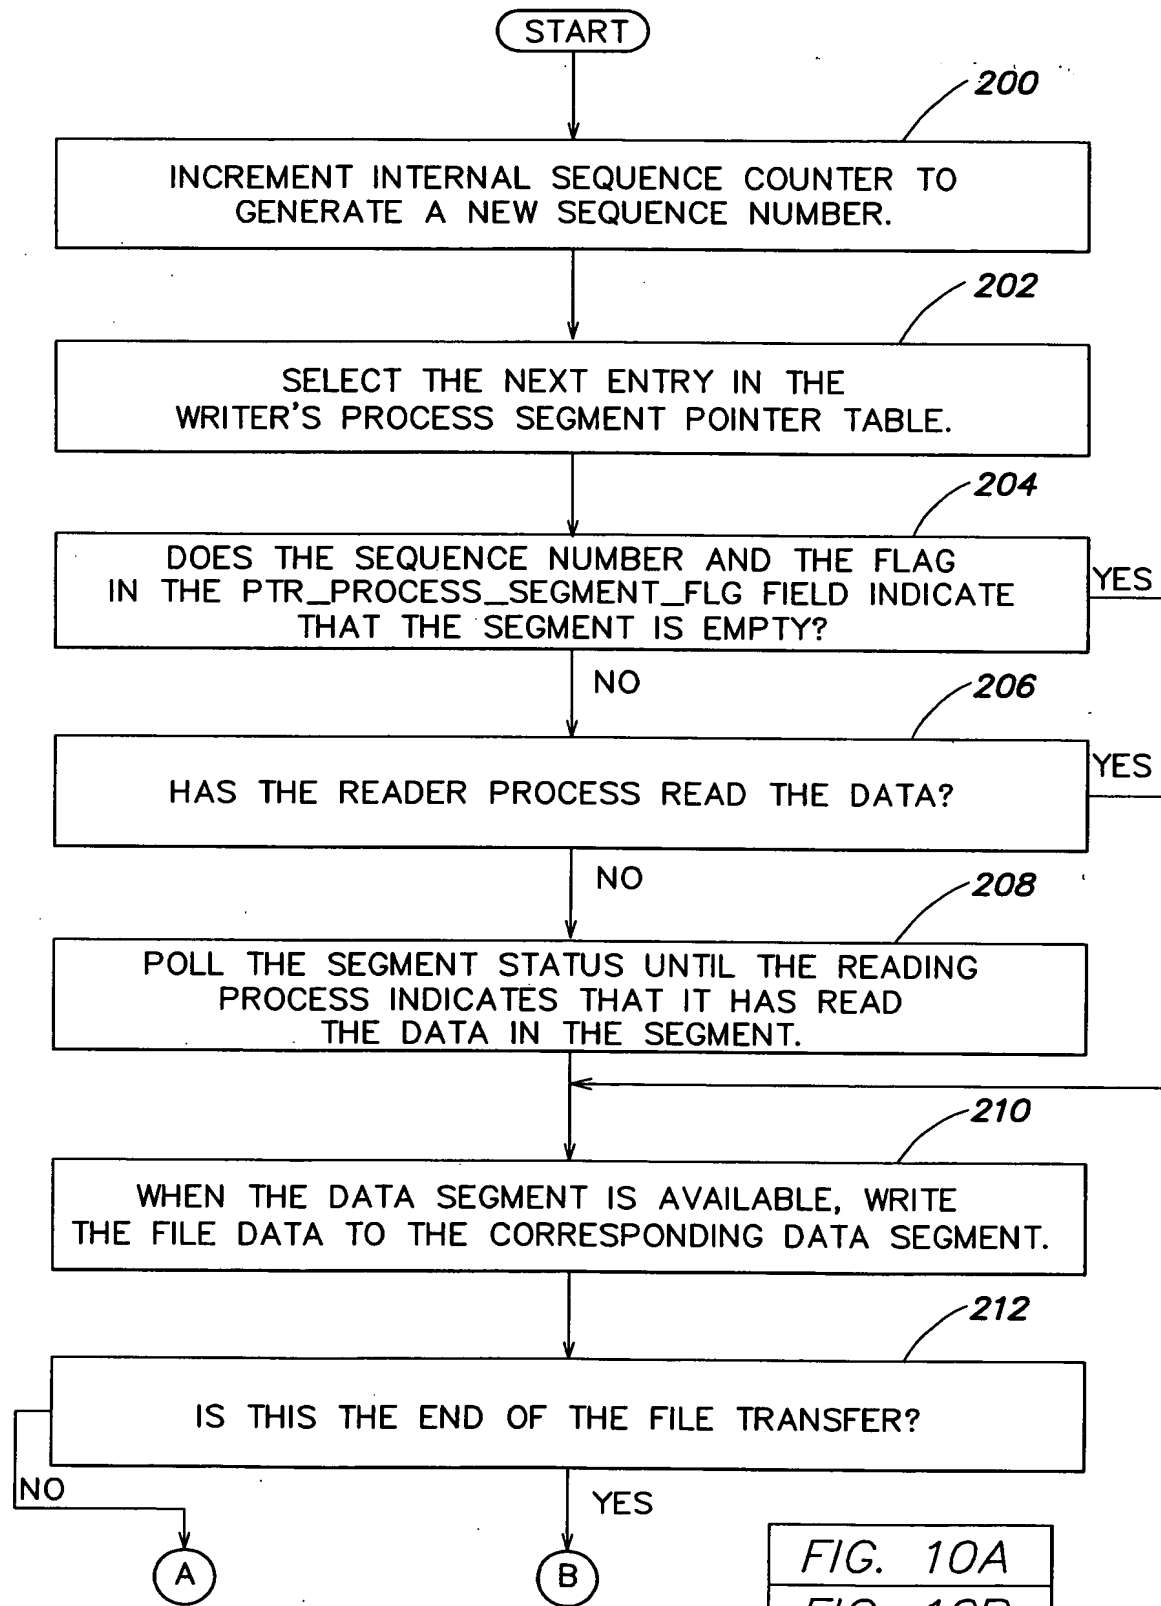 START
200
INCREMENT INTERNAL SEQUENCE COUNTER TO
GENERATE A NEW SEQUENCE NUMBER.
202
SELECT THE NEXT ENTRY IN THE
WRITER'S PROCESS SEGMENT POINTER TABLE.
204
DOES THE SEQUENCE NUMBER AND THE FLAG
IN THE PTR_PROCESS_SEGMENT_FLG FIELD INDICATE
THAT THE SEGMENT IS EMPTY?
YES
NO
206
HAS THE READER PROCESS READ THE DATA?
YES
NO
208
POLL THE SEGMENT STATUS UNTIL THE READING
PROCESS INDICATES THAT IT HAS READ
THE DATA IN THE SEGMENT.
210
WHEN THE DATA SEGMENT IS AVAILABLE, WRITE
THE FILE DATA TO THE CORRESPONDING DATA SEGMENT.
212
IS THIS THE END OF THE FILE TRANSFER?
NO
YES
A
B
FIG. 10A
FIG. 10B